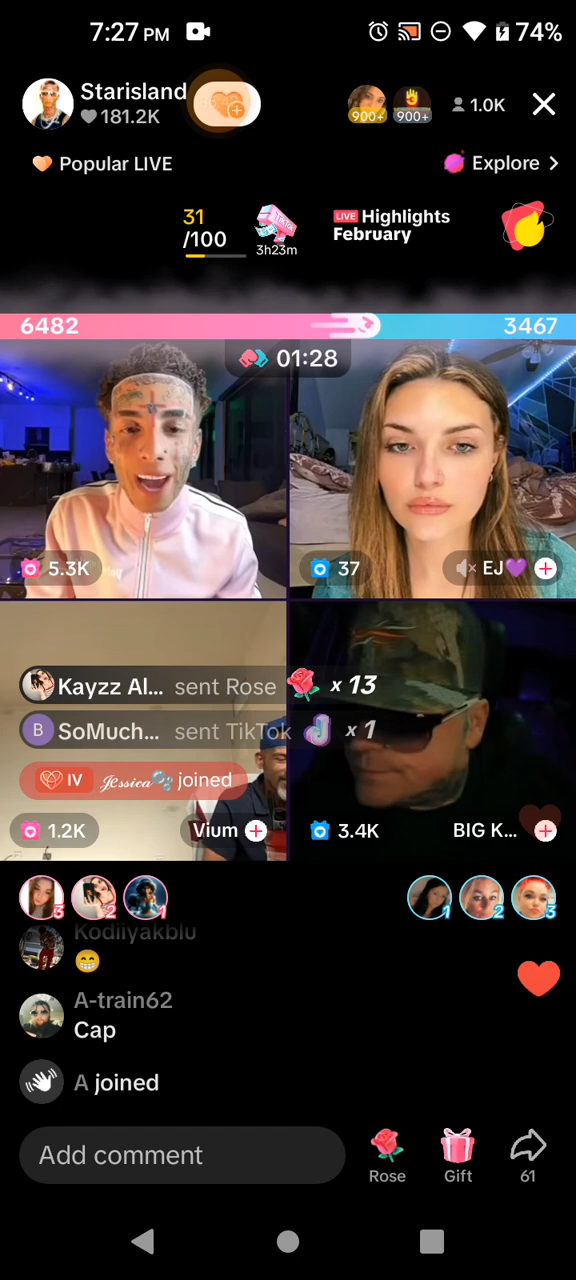 7:27 PM
74%
Starisland
181.2K
900+
900+
1.0K
Popular LIVE
Explore
31
/100
TikTok
3h23m
LIVE Highlights
February
6482
3467
01:28
5.3K
37
EJ💜
Kayzz Al... sent Rose x 13
B SoMuch... sent TikTok x 1
IV 𝒥𝑒𝓈𝓈𝒾𝒸𝒶🫧 joined
1.2K
Vium
3.4K
BIG K...
3
2
1
1
2
3
Kodiiyakblu
😁
A-train62
Cap
A joined
Add comment
Rose
Gift
61